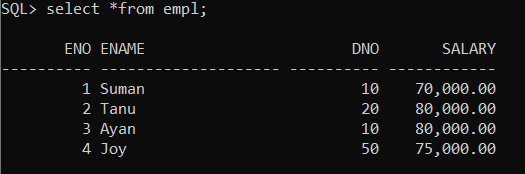 SQL> select *from empl;
ENO ENAME DNO SALARY
---------- -------------------- ---------- ------------
1 Suman 10 70,000.00
2 Tanu 20 80,000.00
3 Ayan 10 80,000.00
4 Joy 50 75,000.00